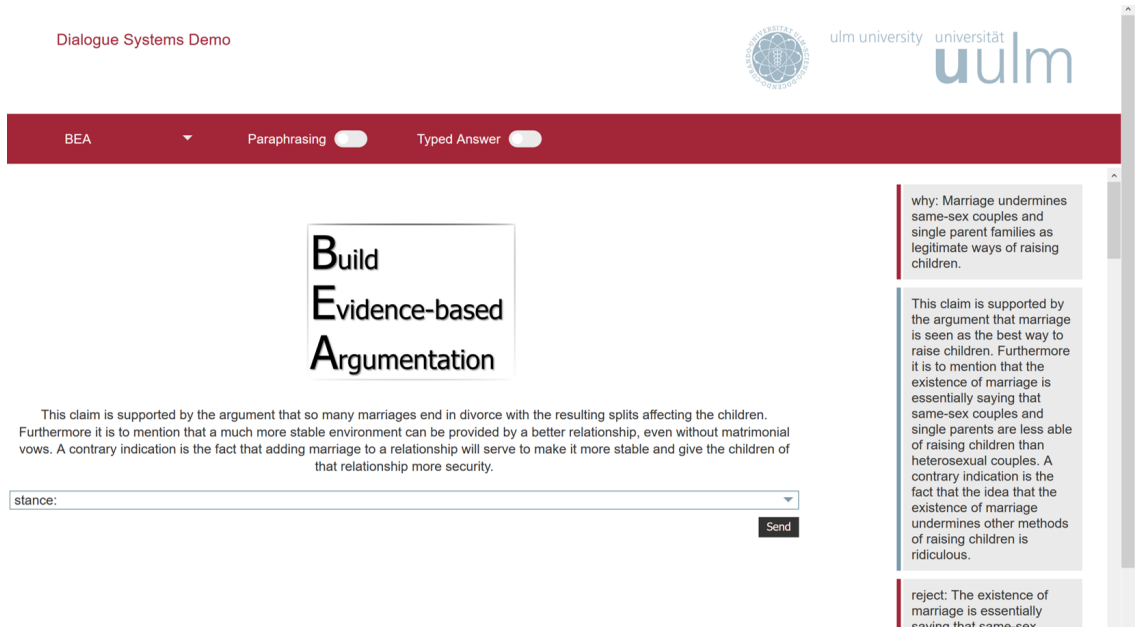 Dialogue Systems Demo
UNIVERSITÄT ULM
SCIENDO DOCENDO CURANDO
ulm university universität
uulm
BEA
Paraphrasing
Typed Answer
Build
Evidence-based
Argumentation
This claim is supported by the argument that so many marriages end in divorce with the resulting splits affecting the children.
Furthermore it is to mention that a much more stable environment can be provided by a better relationship, even without matrimonial
vows. A contrary indication is the fact that adding marriage to a relationship will serve to make it more stable and give the children of
that relationship more security.
stance:
Send
why: Marriage undermines
same-sex couples and
single parent families as
legitimate ways of raising
children.
This claim is supported by
the argument that marriage
is seen as the best way to
raise children. Furthermore
it is to mention that the
existence of marriage is
essentially saying that
same-sex couples and
single parents are less able
of raising children than
heterosexual couples. A
contrary indication is the
fact that the idea that the
existence of marriage
undermines other methods
of raising children is
ridiculous.
reject: The existence of
marriage is essentially
saying that same-sex